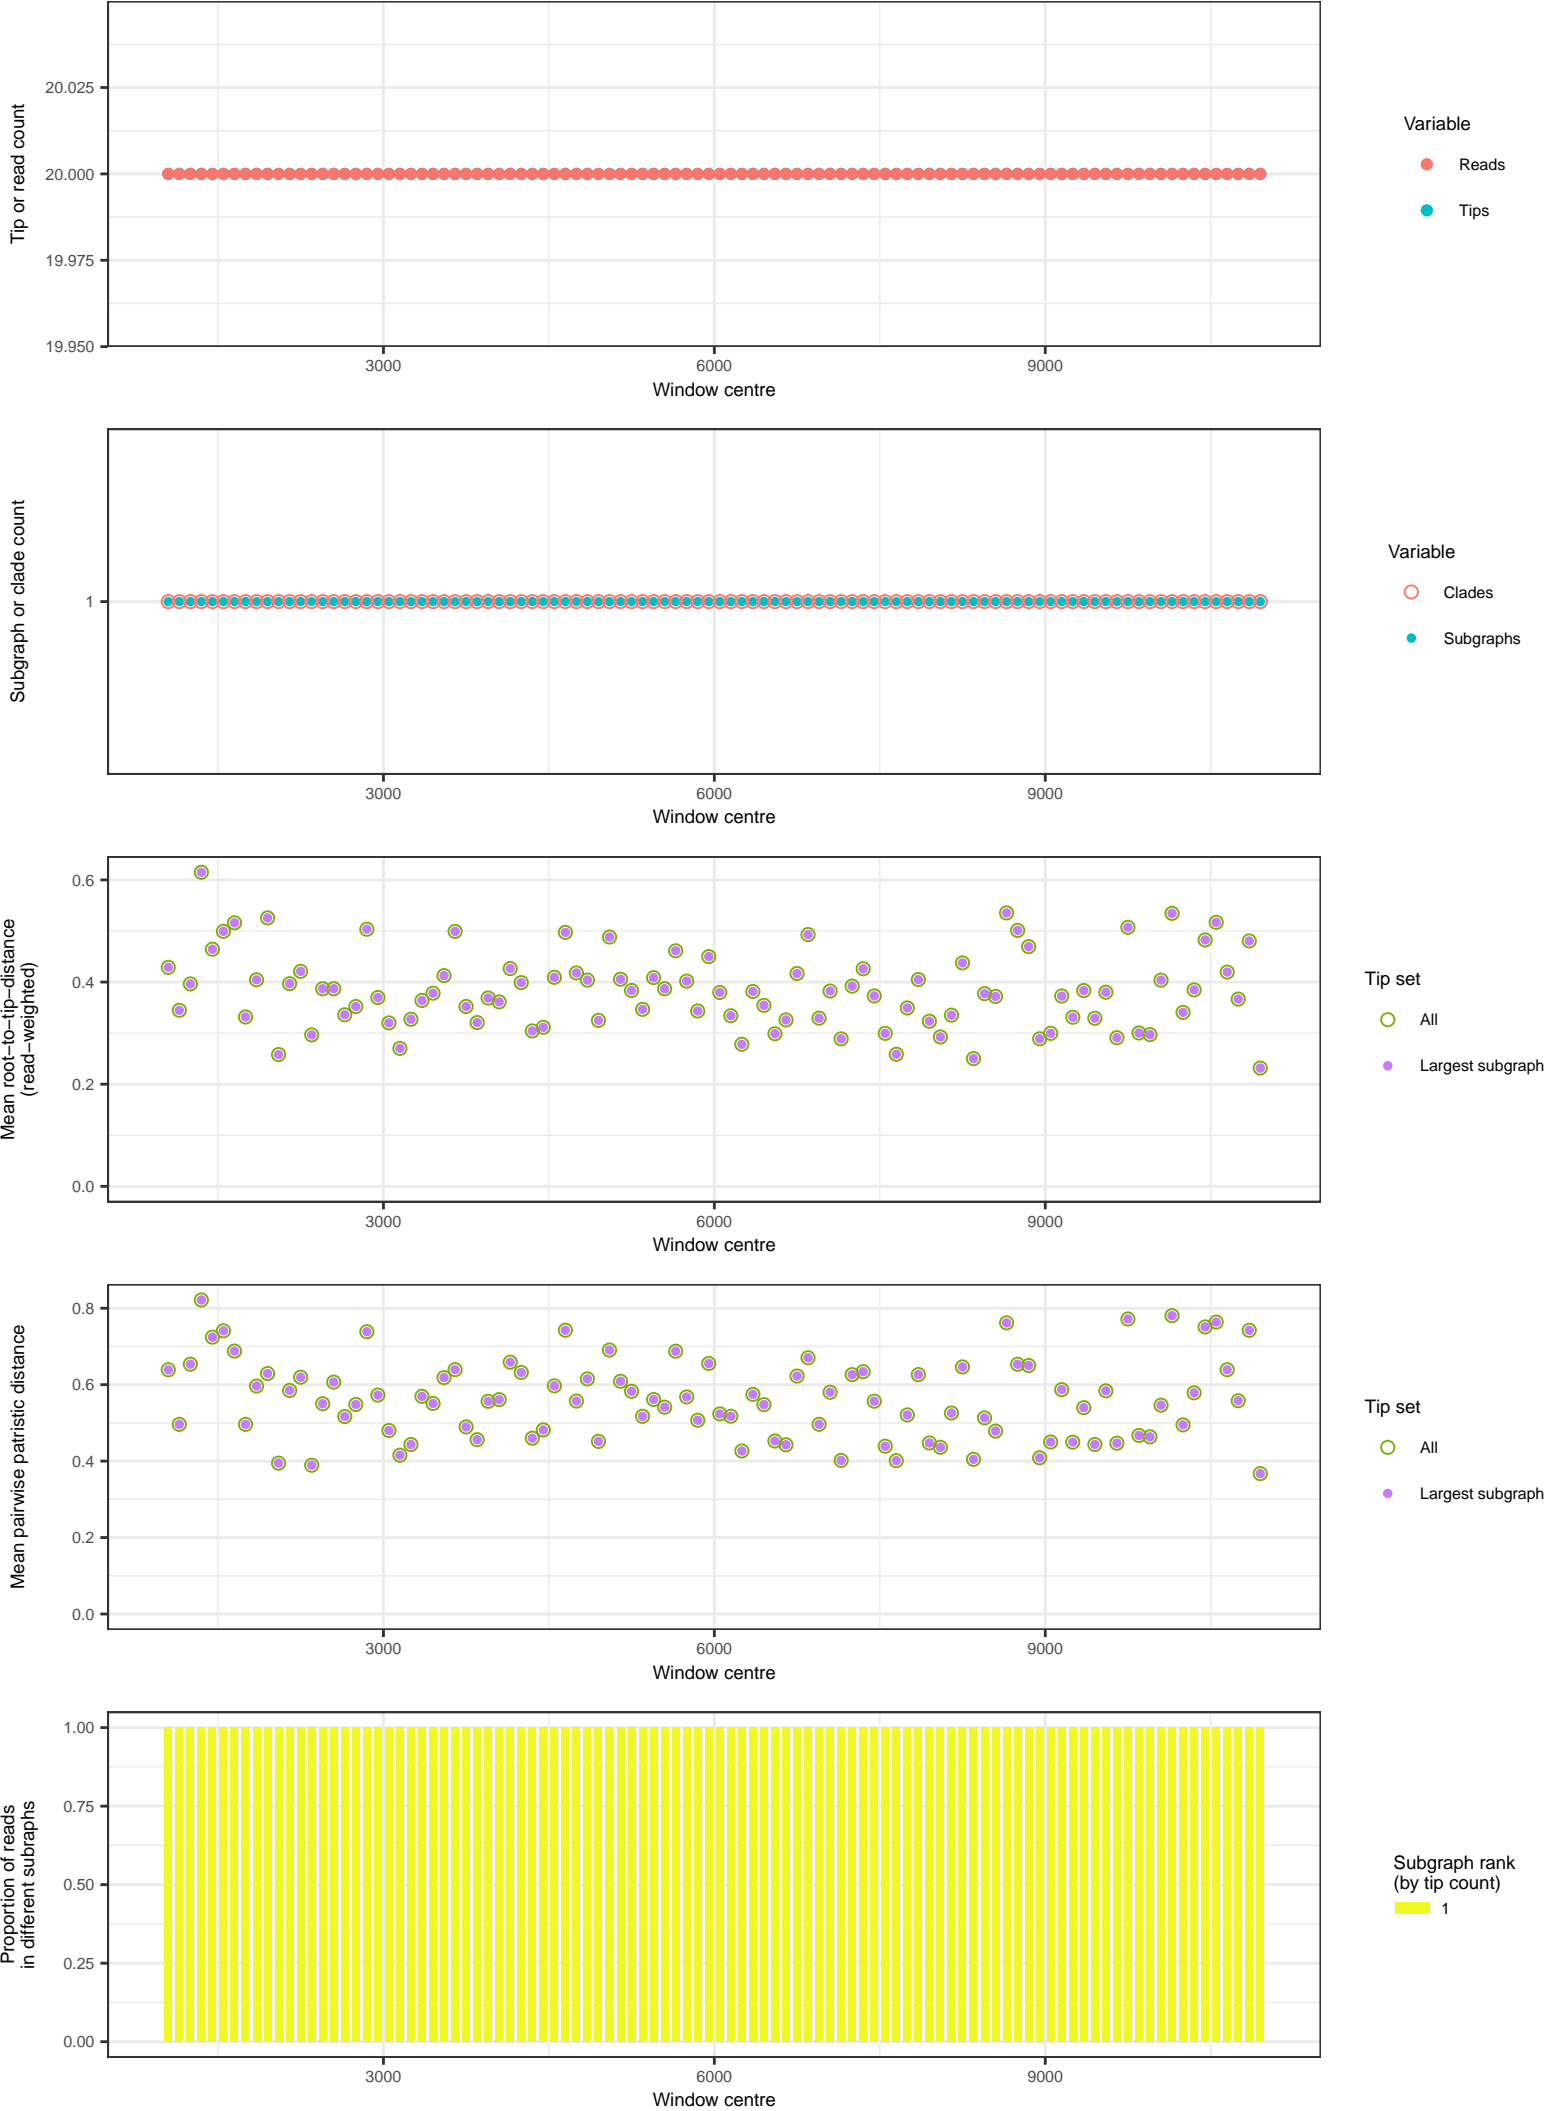 Tip or read count
20.025
20.000
19.975
19.950
3000
6000
9000
Window centre
Variable
Reads
Tips
Subgraph or clade count
1
3000
6000
9000
Window centre
Variable
Clades
Subgraphs
Mean root−to−tip−distance
(read−weighted)
0.6
0.4
0.2
0.0
3000
6000
9000
Window centre
Tip set
All
Largest subgraph
Mean pairwise patristic distance
0.8
0.6
0.4
0.2
0.0
3000
6000
9000
Window centre
Tip set
All
Largest subgraph
Proportion of reads
in different subraphs
1.00
0.75
0.50
0.25
0.00
3000
6000
9000
Window centre
Subgraph rank
(by tip count)
1